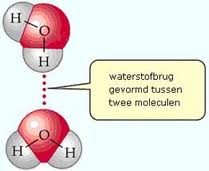 H
O
H
waterstofbrug
gevormd tussen
twee moleculen
O
H H